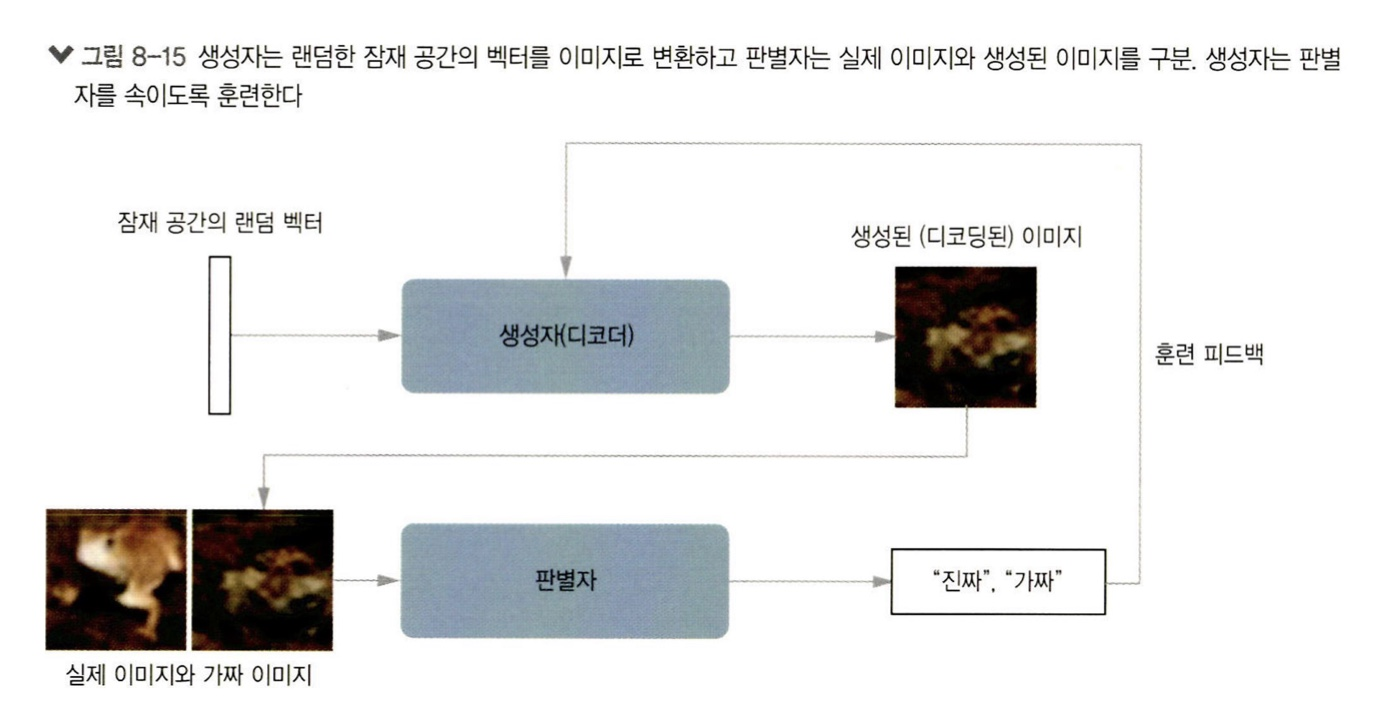 그림 8-15 생성자는 랜덤한 잠재 공간의 벡터를 이미지로 변환하고 판별자는 실제 이미지와 생성된 이미지를 구분. 생성자는 판별
자를 속이도록 훈련한다
잠재 공간의 랜덤 벡터
생성된 (디코딩된) 이미지
생성자(디코더)
훈련 피드백
판별자
“진짜”, “가짜”
실제 이미지와 가짜 이미지